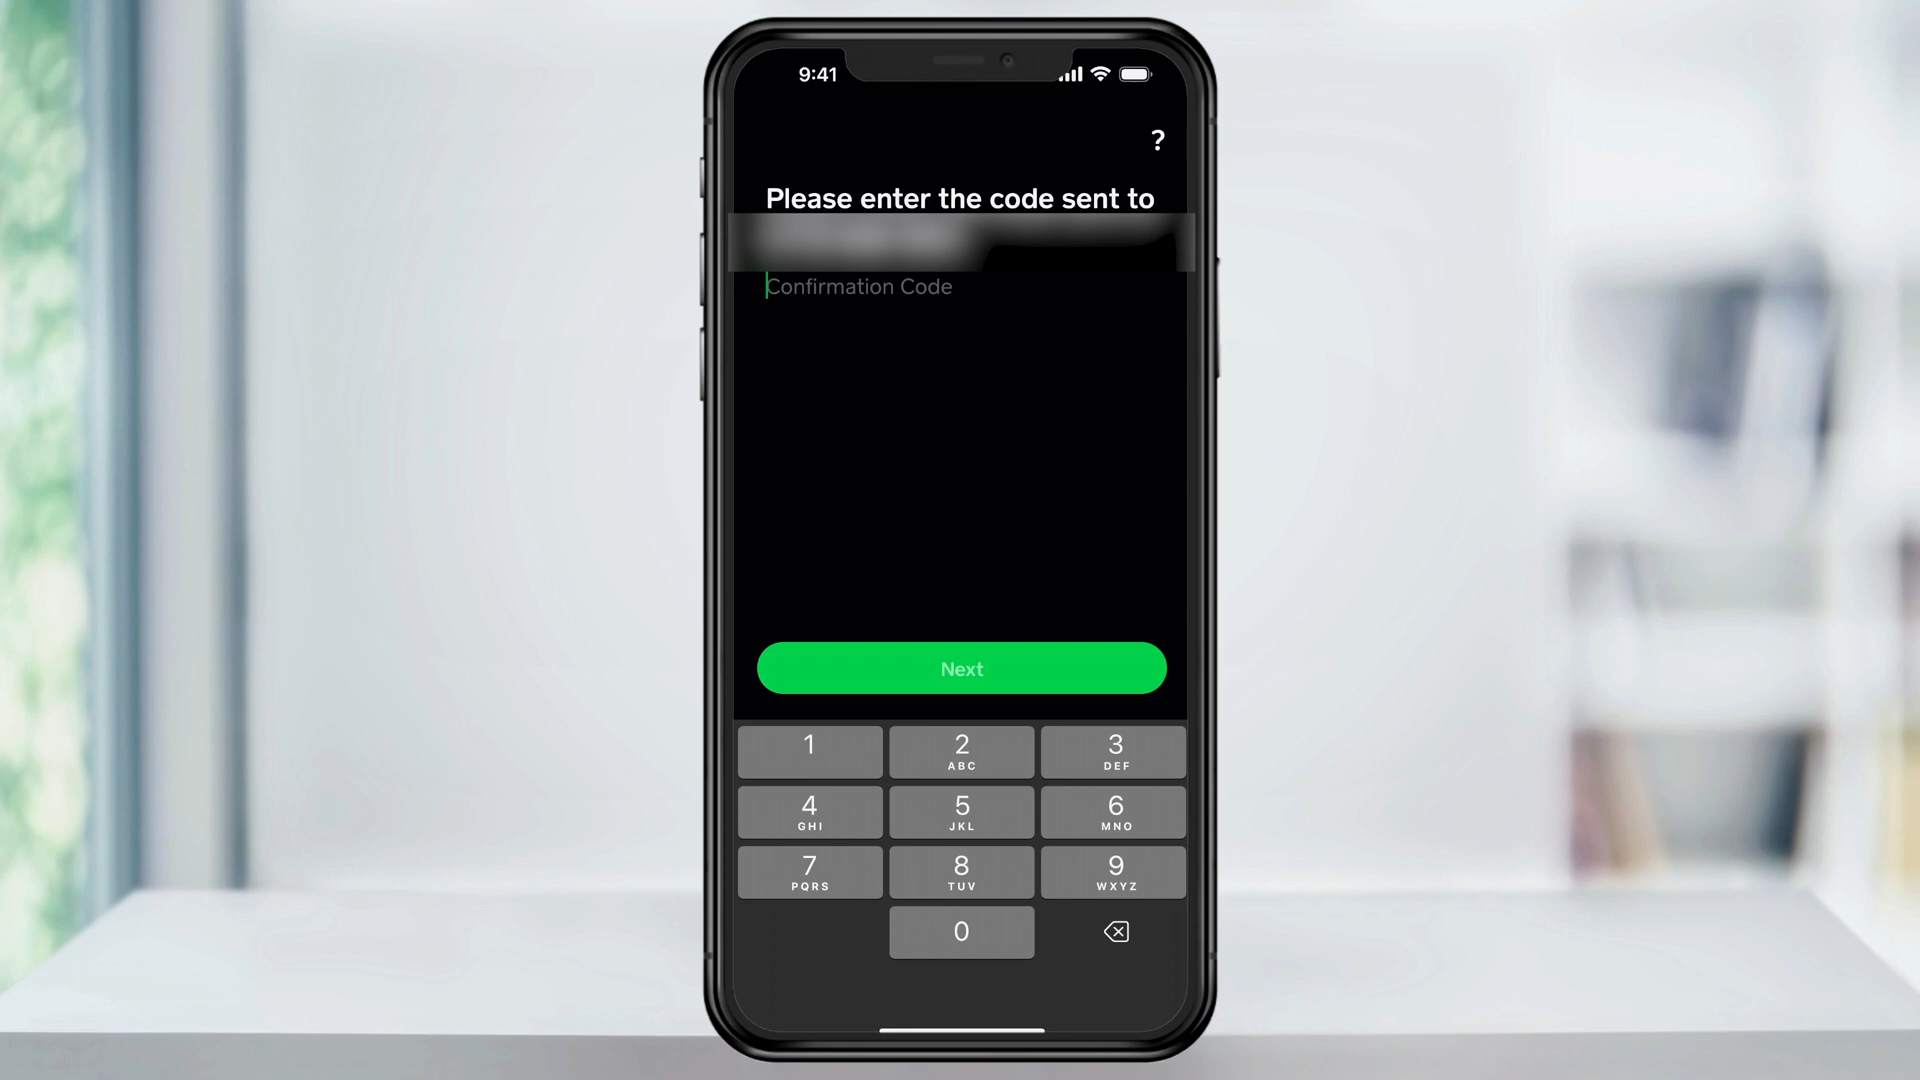 9:41
?
Please enter the code sent to
Confirmation Code
Next
1
2
3
ABC
DEF
4
5
6
GHI
JKL
MNO
7
8
9
PQRS
TUV
WXYZ
0